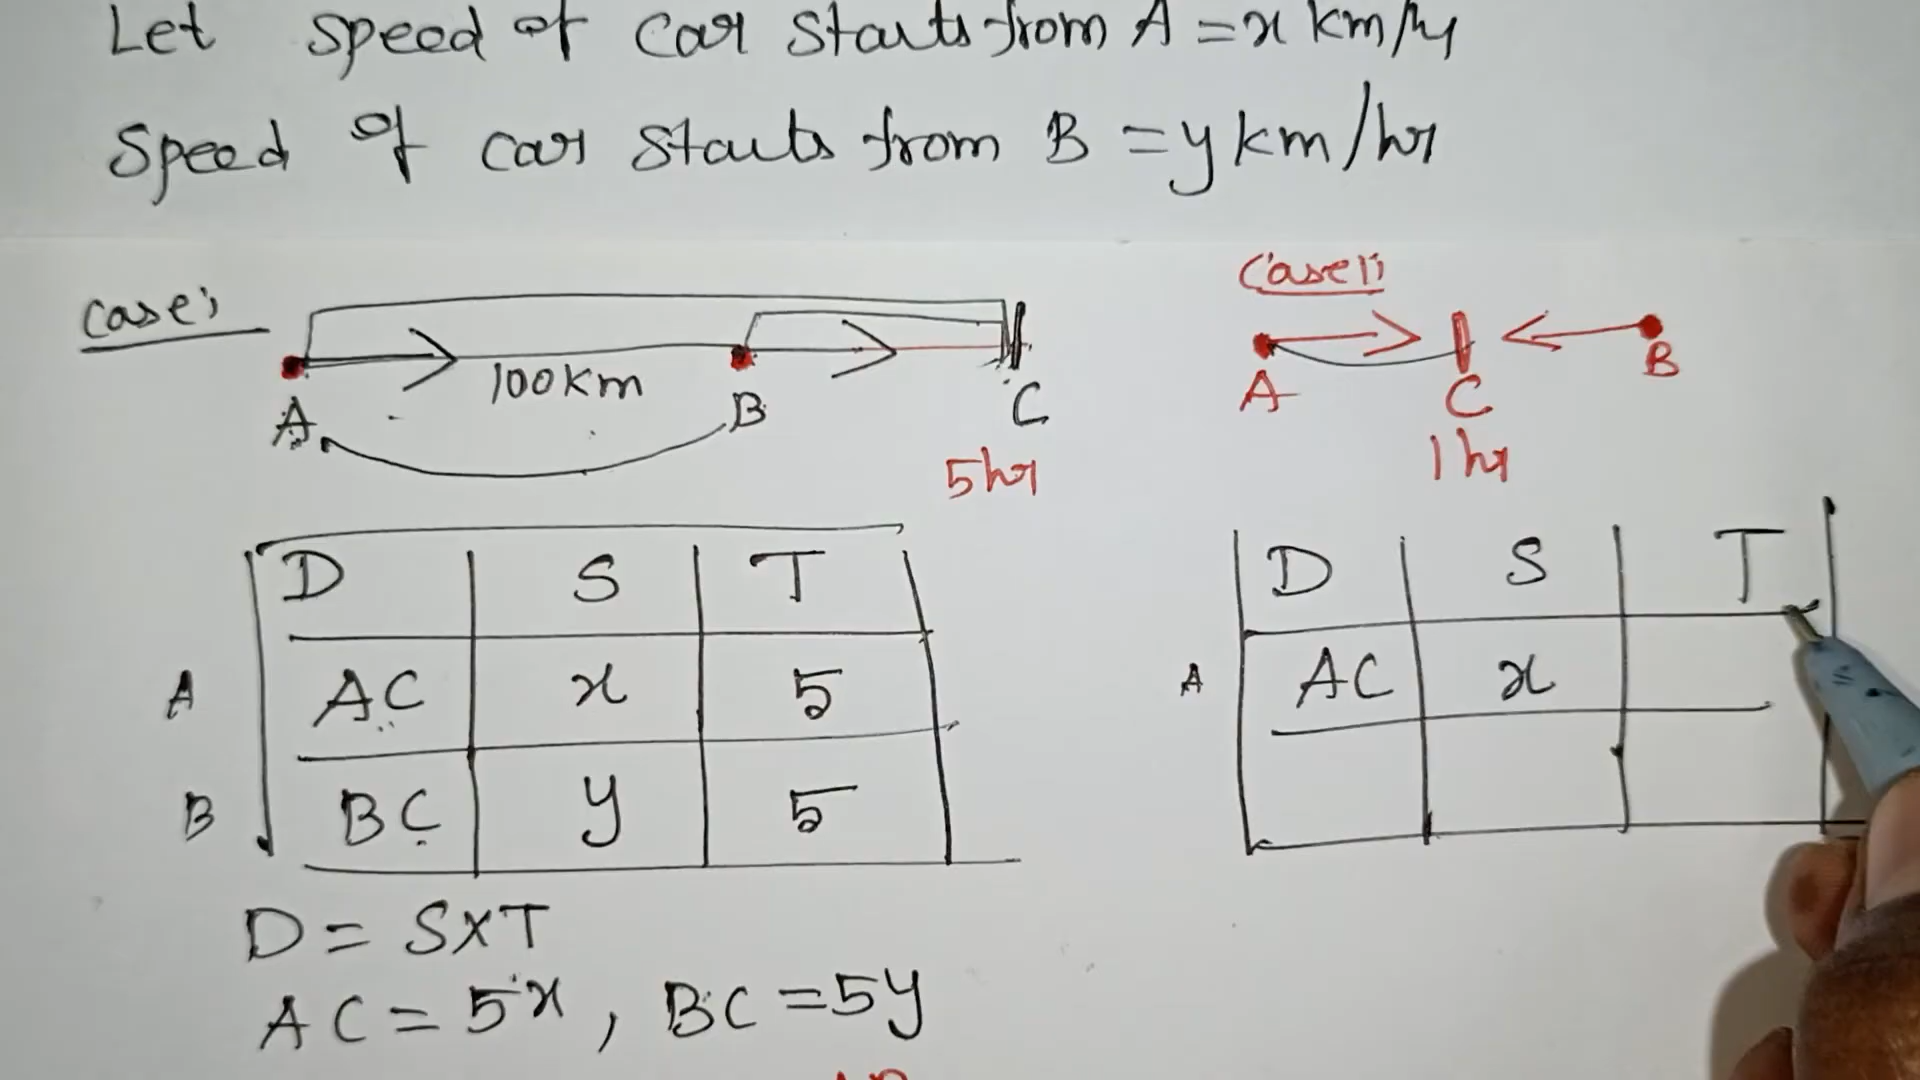 Let speed of car starts from A = x km/hr
Speed of car starts from B = y km/hr
Case i
100km
A
B
C
5hr
Case ii
A
C
B
1 hr
D S T
A AC x 5
B BC y 5
D = S×T
AC = 5x , BC = 5y
D S T
A AC x